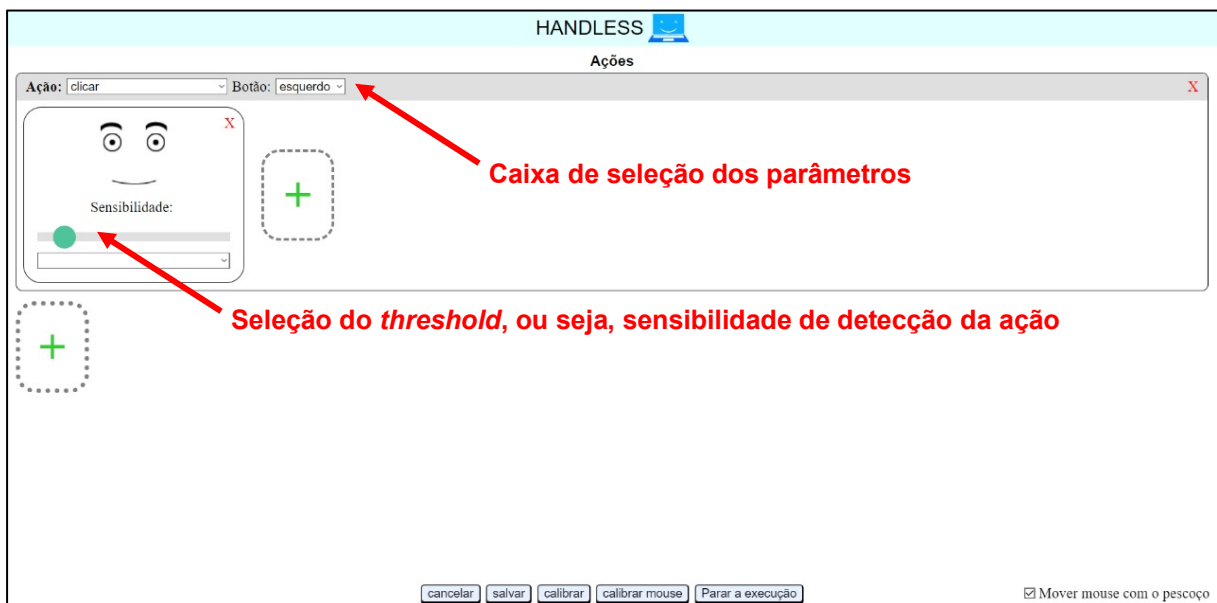 HANDLESS
Ações
Ação: clicar Botão: esquerdo X
X
Caixa de seleção dos parâmetros
Sensibilidade:
Seleção do threshold, ou seja, sensibilidade de detecção da ação
cancelar salvar calibrar calibrar mouse Parar a execução Mover mouse com o pescoço